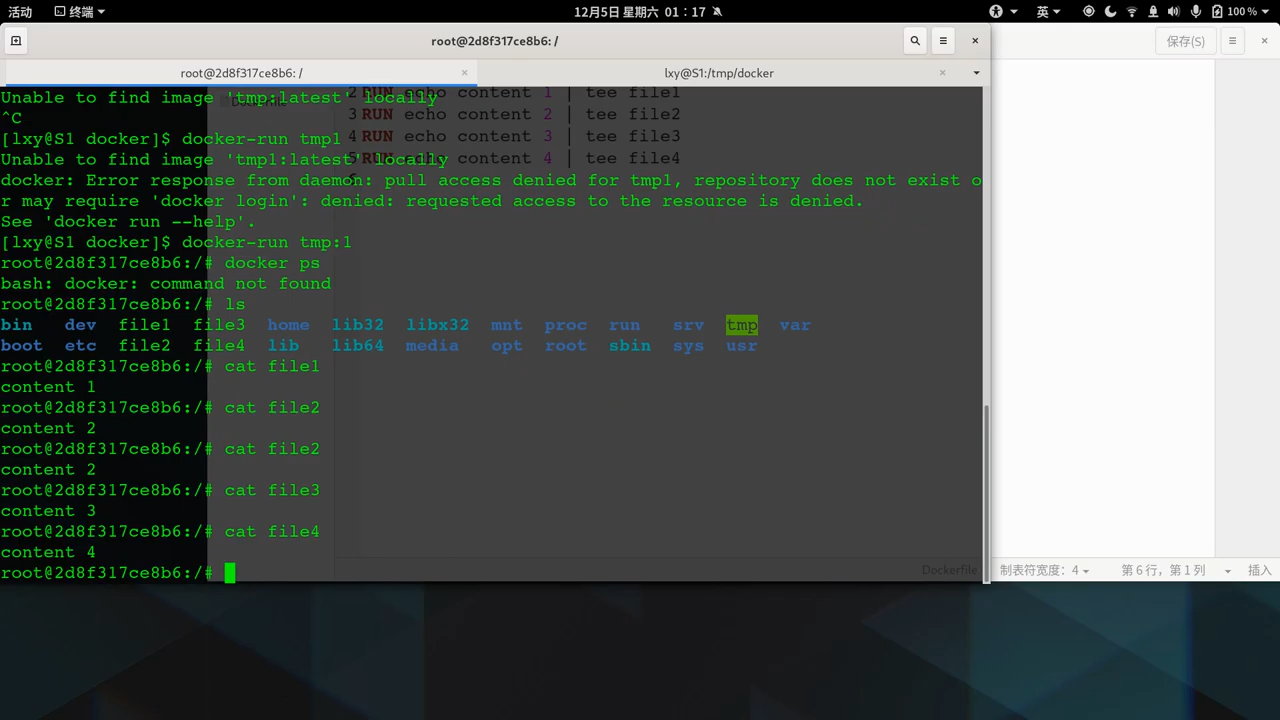 活动 终端 12月5日 星期六 01：17 英 100 %
root@2d8f317ce8b6: / 保存(S)
root@2d8f317ce8b6: / lxy@S1:/tmp/docker
Unable to find image 'tmp:latest' locally
^C
[lxy@S1 docker]$ docker-run tmp1
Unable to find image 'tmp1:latest' locally
docker: Error response from daemon: pull access denied for tmp1, repository does not exist o
r may require 'docker login': denied: requested access to the resource is denied.
See 'docker run --help'.
[lxy@S1 docker]$ docker-run tmp:1
root@2d8f317ce8b6:/# docker ps
bash: docker: command not found
root@2d8f317ce8b6:/# ls
bin dev file1 file3 home lib32 libx32 mnt proc run srv tmp var
boot etc file2 file4 lib lib64 media opt root sbin sys usr
root@2d8f317ce8b6:/# cat file1
content 1
root@2d8f317ce8b6:/# cat file2
content 2
root@2d8f317ce8b6:/# cat file2
content 2
root@2d8f317ce8b6:/# cat file3
content 3
root@2d8f317ce8b6:/# cat file4
content 4
root@2d8f317ce8b6:/#
2 RUN echo content 1 | tee file1
3 RUN echo content 2 | tee file2
4 RUN echo content 3 | tee file3
5 RUN echo content 4 | tee file4
6
Dockerfile 制表符宽度：4 第 6 行，第 1 列 插入